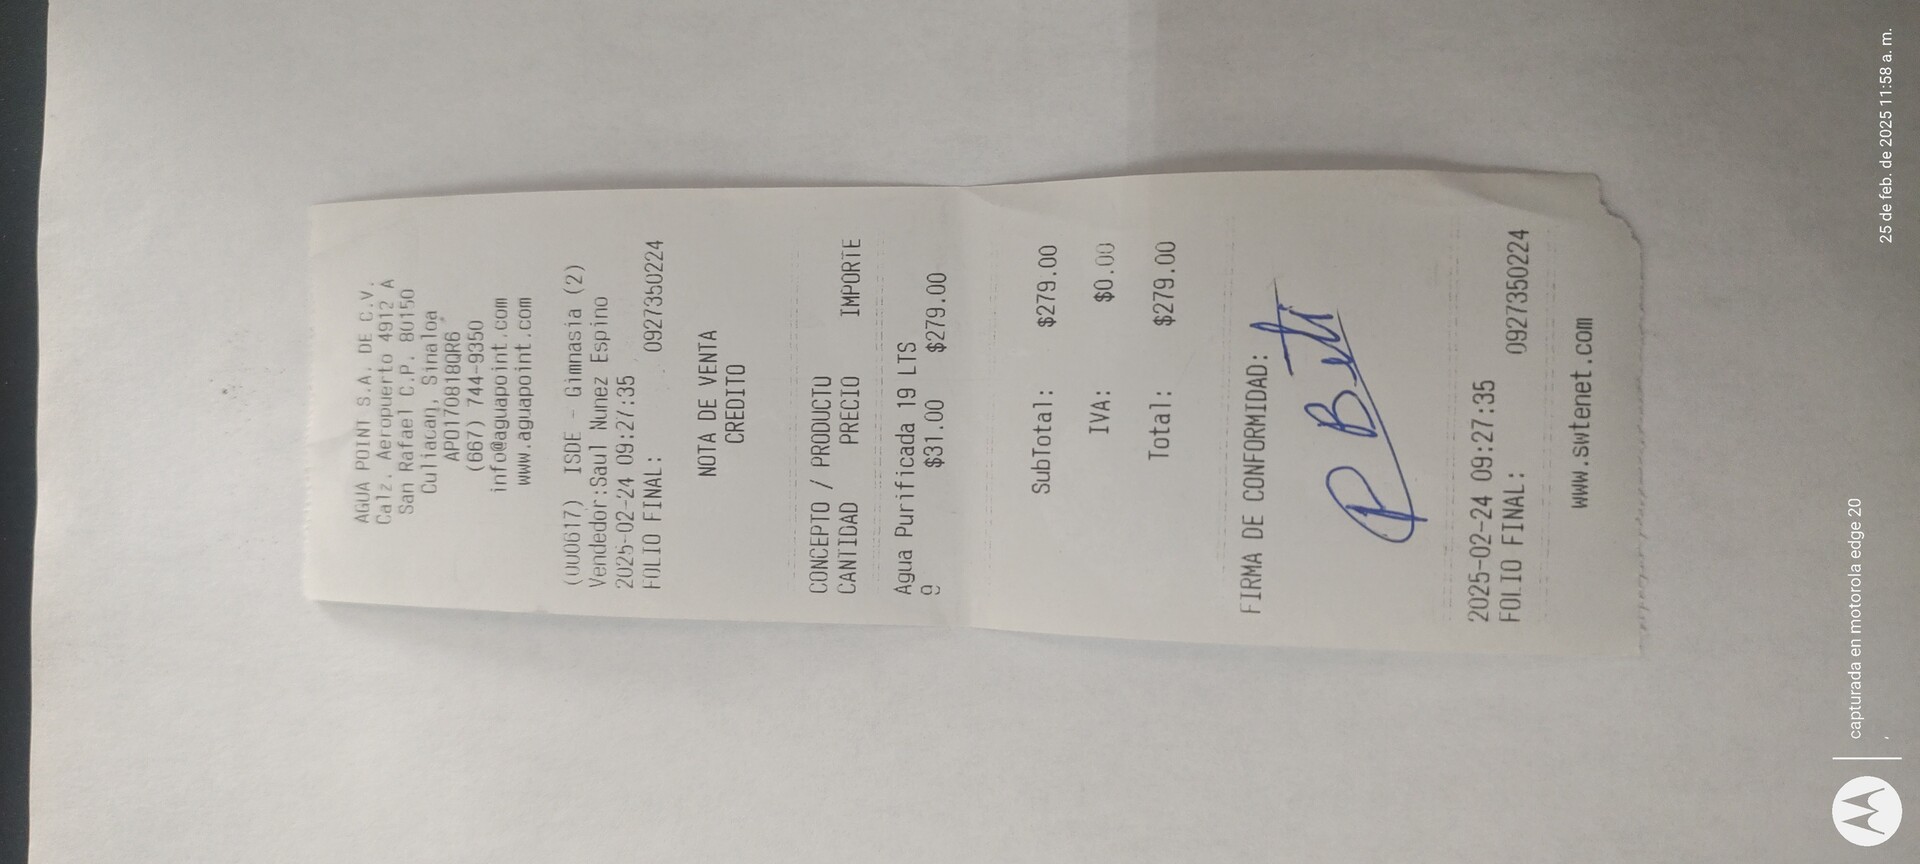 AGUA POINT S.A. DE C.V.
Calz. Aeropuerto 4912 A
San Rafael C.P. 80150
Culiacan, Sinaloa
APO170818QR6
(667) 744-9350
info@aguapoint.com
www.aguapoint.com
(000617) ISDE - Gimnasia (2)
Vendedor:Saul Nunez Espino
2025-02-24 09:27:35
FOLIO FINAL: 0927350224
NOTA DE VENTA
CREDITO
CONCEPTO / PRODUCTO
CANTIDAD PRECIO IMPORTE
Agua Purificada 19 LTS
9 $31.00 $279.00
SubTotal: $279.00
IVA: $0.00
Total: $279.00
FIRMA DE CONFORMIDAD:
2025-02-24 09:27:35
FOLIO FINAL: 0927350224
www.swtenet.com
capturada en motorola edge 20
25 de feb. de 2025 11:58 a. m.